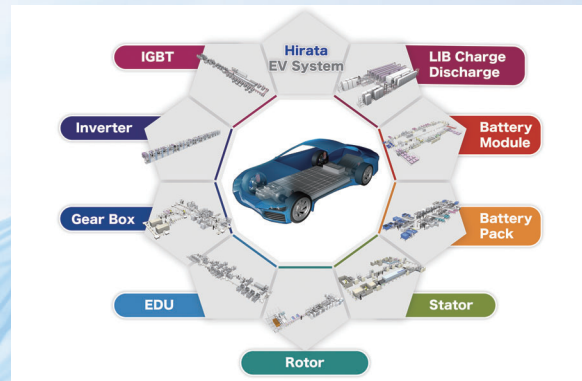 Hirata
EV System
IGBT
LIB Charge
Discharge
Inverter
Battery
Module
Gear Box
Battery
Pack
EDU
Stator
Rotor